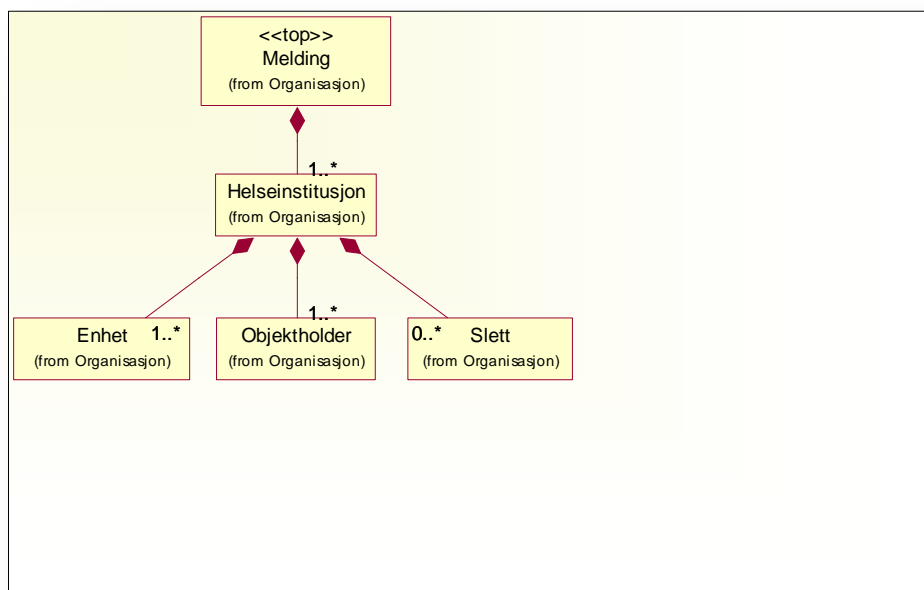 <<top>>
Melding
(from Organisasjon)
1..*
Helseinstitusjon
(from Organisasjon)
Enhet
1..*
(from Organisasjon)
1..*
Objektholder
(from Organisasjon)
0..*
Slett
(from Organisasjon)